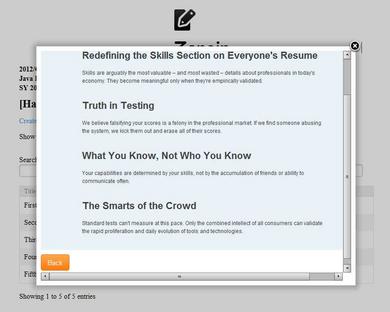 2012/
Java
SY 20
[Ha
Create
Show
Search
Title
First
Seco
Third
Four
Fifth
Showing 1 to 5 of 5 entries
Redefining the Skills Section on Everyone's Resume
Skills are arguably the most valuable – and most wasted – details about professionals in today's
economy. They become meaningful only when they're empirically validated.
Truth in Testing
We believe falsifying your scores is a felony in the professional market. If we find someone abusing
the system, we kick them out and erase all of their scores.
What You Know, Not Who You Know
Your capabilities are determined by your skills, not by the accumulation of friends or ability to
communicate often.
The Smarts of the Crowd
Standard tests can't measure at this pace. Only the combined intellect of all consumers can validate
the rapid proliferation and daily evolution of tools and technologies.
Back